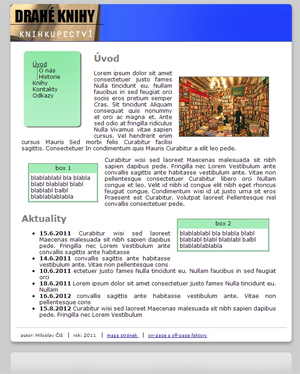 DRAHÉ KNIHY
KNIHKUPECTVÍ
Úvod
O nás
Historie
Knihy
Kontakty
Odkazy
Úvod
Lorem ipsum dolor sit amet
consectetuer justo fames Nulla
Nulla tincidunt eu. Nullam
faucibus in sed feugiat orci
sociis eros pretium semper
Cras. Sit tincidunt Aliquam
consequat quis nonummy
et orci ac magna et. Ante
sed odio at fringilla ridiculus
Nulla Vivamus vitae sapien
cursus. Vel hendrerit enim
cursus Mauris Sed morbi felis Curabitur facilisi
sagittis. Consectetuer In condimentum quis Mauris Curabitur a elit leo pede.
box 1
blablablabl bla blabla
blabl blablabl blabl
blablabl blabl
blablablabla
Curabitur wisi sed laoreet Maecenas malesuada sit nibh
sapien dapibus pede. Fringilla nec Lorem Vestibulum ante
convallis sagittis ante habitasse vestibulum ante. Vitae non
pellentesque consectetuer Curabitur libero orci Nullam
congue et leo. Velit id nibh id congue elit nibh eget rhoncus
feugiat congue. Condimentum wisi id ut justo urna sit eros
Praesent est Curabitur. Volutpat laoreet Pellentesque nisl
convallis consectetuer pede.
Aktuality
box 2
blablablabl bla blabla
blabl blablabl balbl
blablablabla
15.6.2011 Curabitur wisi sed laoreet
Maecenas malesuada sit nibh sapien dapibus
pede. Fringilla nec Lorem Vestibulum ante
convallis sagittis ante habitasse
14.6.2011 convallis sagittis ante habitasse
vestibulum ante. Vitae non pellentesque cons
10.6.2011 ectetuer justo fames Nulla tincidunt eu. Nullam faucibus in sed feugiat
orci
18.6.2011 Lorem ipsum dolor sit amet consectetuer justo fames Nulla tincidunt eu.
Nullam
16.6.2012 convallis sagittis ante habitasse vestibulum ante. Vitae non
pellentesque cons
15.8.2012 Curabitur wisi sed laoreet Maecenas malesuada sit nibh sapien dapibus
pede. Fringilla nec Lorem Vestibulum
autor: Miloslav Číž | rok: 2011 | mapa stránek | on-page a off-page faktory